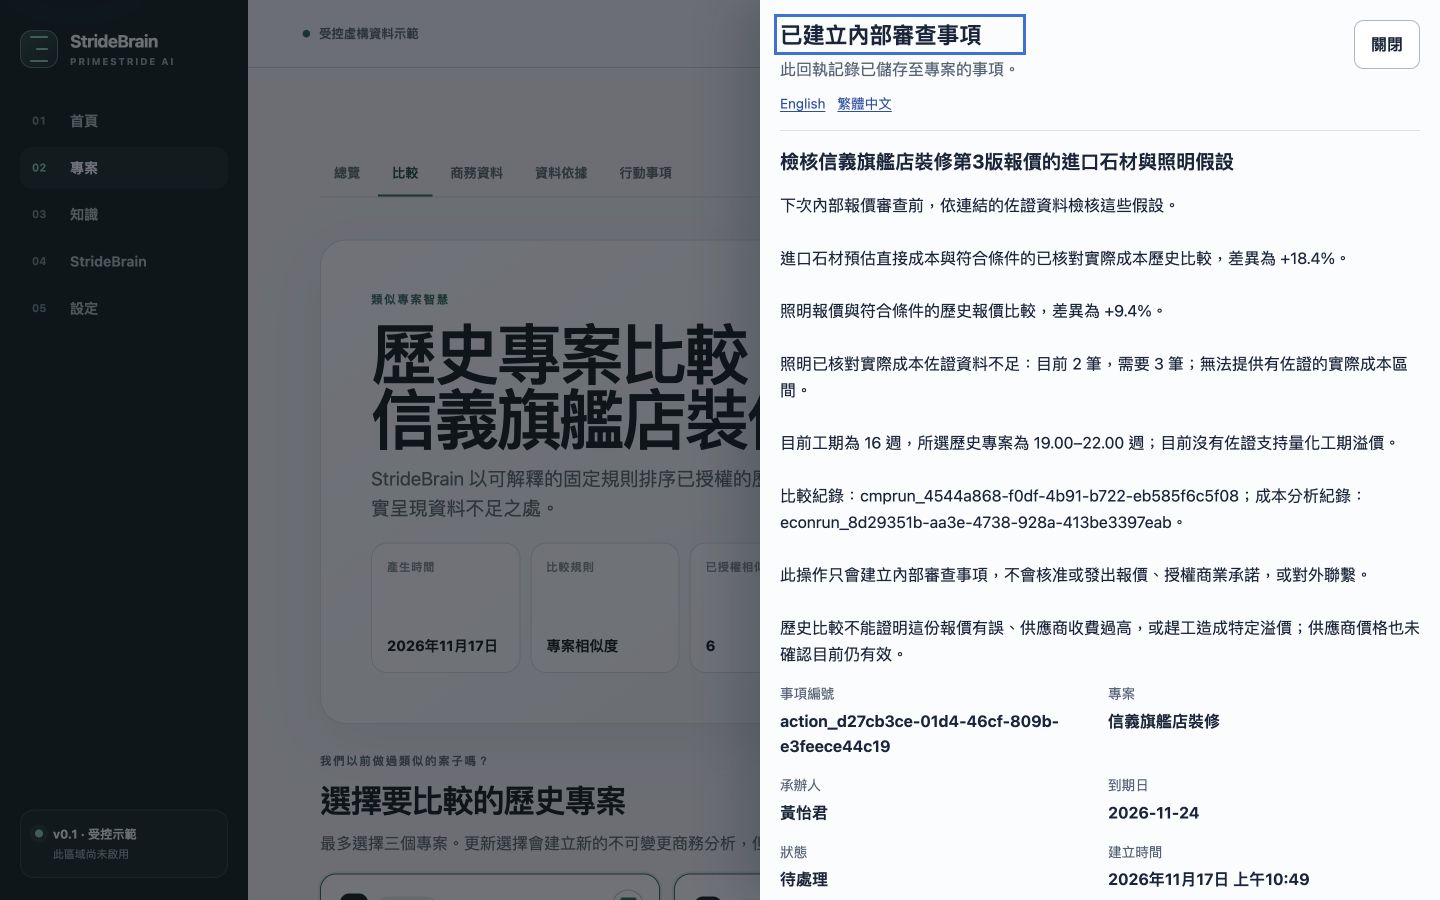 StrideBrain
PRIMESTRIDE AI
01 首頁
02 專案
03 知識
04 StrideBrain
05 設定
v0.1 · 受控示範
此區域尚未啟用
受控虛構資料示範
總覽 比較 商務資料 資料依據 行動事項
類似專案智慧
歷史專案比較
信義旗艦店裝
StrideBrain 以可解釋的固定規則排序已授權的
實呈現資料不足之處。
產生時間
2026年11月17日
比較規則
專案相似度
已授權相
6
我們以前做過類似的案子嗎？
選擇要比較的歷史專案
最多選擇三個專案。更新選擇會建立新的不可變更商務分析，
已建立內部審查事項
關閉
此回執記錄已儲存至專案的事項。
English 繁體中文
檢核信義旗艦店裝修第3版報價的進口石材與照明假設
下次內部報價審查前，依連結的佐證資料檢核這些假設。
進口石材預估直接成本與符合條件的已核對實際成本歷史比較，差異為 +18.4%。
照明報價與符合條件的歷史報價比較，差異為 +9.4%。
照明已核對實際成本佐證資料不足：目前 2 筆，需要 3 筆；無法提供有佐證的實際成本區
間。
目前工期為 16 週，所選歷史專案為 19.00–22.00 週；目前沒有佐證支持量化工期溢價。
比較紀錄：cmprun_4544a868-f0df-4b91-b722-eb585f6c5f08；成本分析紀錄：
econrun_8d29351b-aa3e-4738-928a-413be3397eab。
此操作只會建立內部審查事項，不會核准或發出報價、授權商業承諾，或對外聯繫。
歷史比較不能證明這份報價有誤、供應商收費過高，或趕工造成特定溢價；供應商價格也未
確認目前仍有效。
事項編號
action_d27cb3ce-01d4-46cf-809b-
e3feece44c19
專案
信義旗艦店裝修
承辦人
黃怡君
到期日
2026-11-24
狀態
待處理
建立時間
2026年11月17日 上午10:49